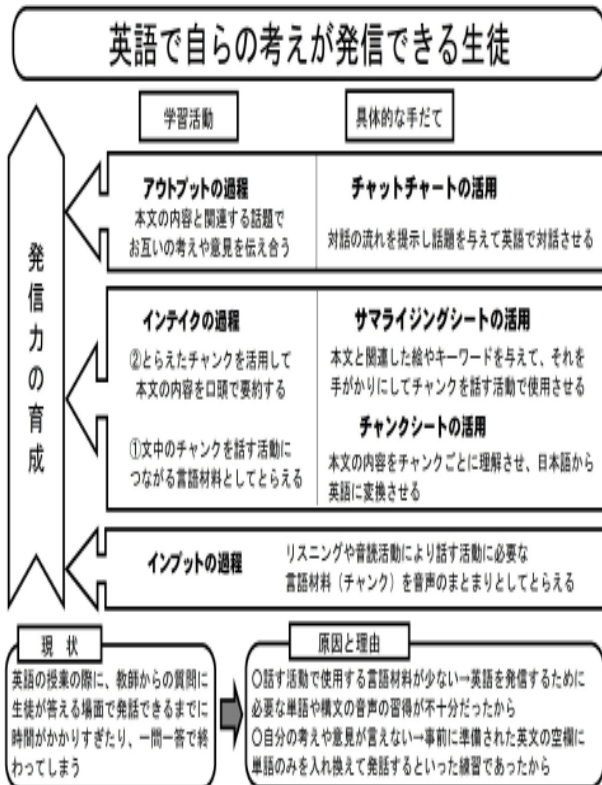 英語で自らの考えが発信できる生徒
学習活動
具体的な手だて
発信力の育成
アウトプットの過程
本文の内容と関連する話題で
お互いの考えや意見を伝え合う
チャットチャートの活用
対話の流れを提示し話題を与えて英語で対話させる
インテイクの過程
②とらえたチャンクを活用して
本文の内容を口頭で要約する
①文中のチャンクを話す活動に
つながる言語材料としてとらえる
サマライジングシートの活用
本文と関連した絵やキーワードを与えて、それを
手がかりにしてチャンクを話す活動で使用させる
チャンクシートの活用
本文の内容をチャンクごとに理解させ、日本語から
英語に変換させる
インプットの過程
リスニングや音読活動により話す活動に必要な
言語材料（チャンク）を音声のまとまりとしてとらえる
現 状
英語の授業の際に、教師からの質問に
生徒が答える場面で発話できるまでに
時間がかかりすぎたり、一問一答で終
わってしまう
原因と理由
○話す活動で使用する言語材料が少ない→英語を発信するために
必要な単語や構文の音声の習得が不十分だったから
○自分の考えや意見が言えない→事前に準備された英文の空欄に
単語のみを入れ換えて発話するといった練習であったから